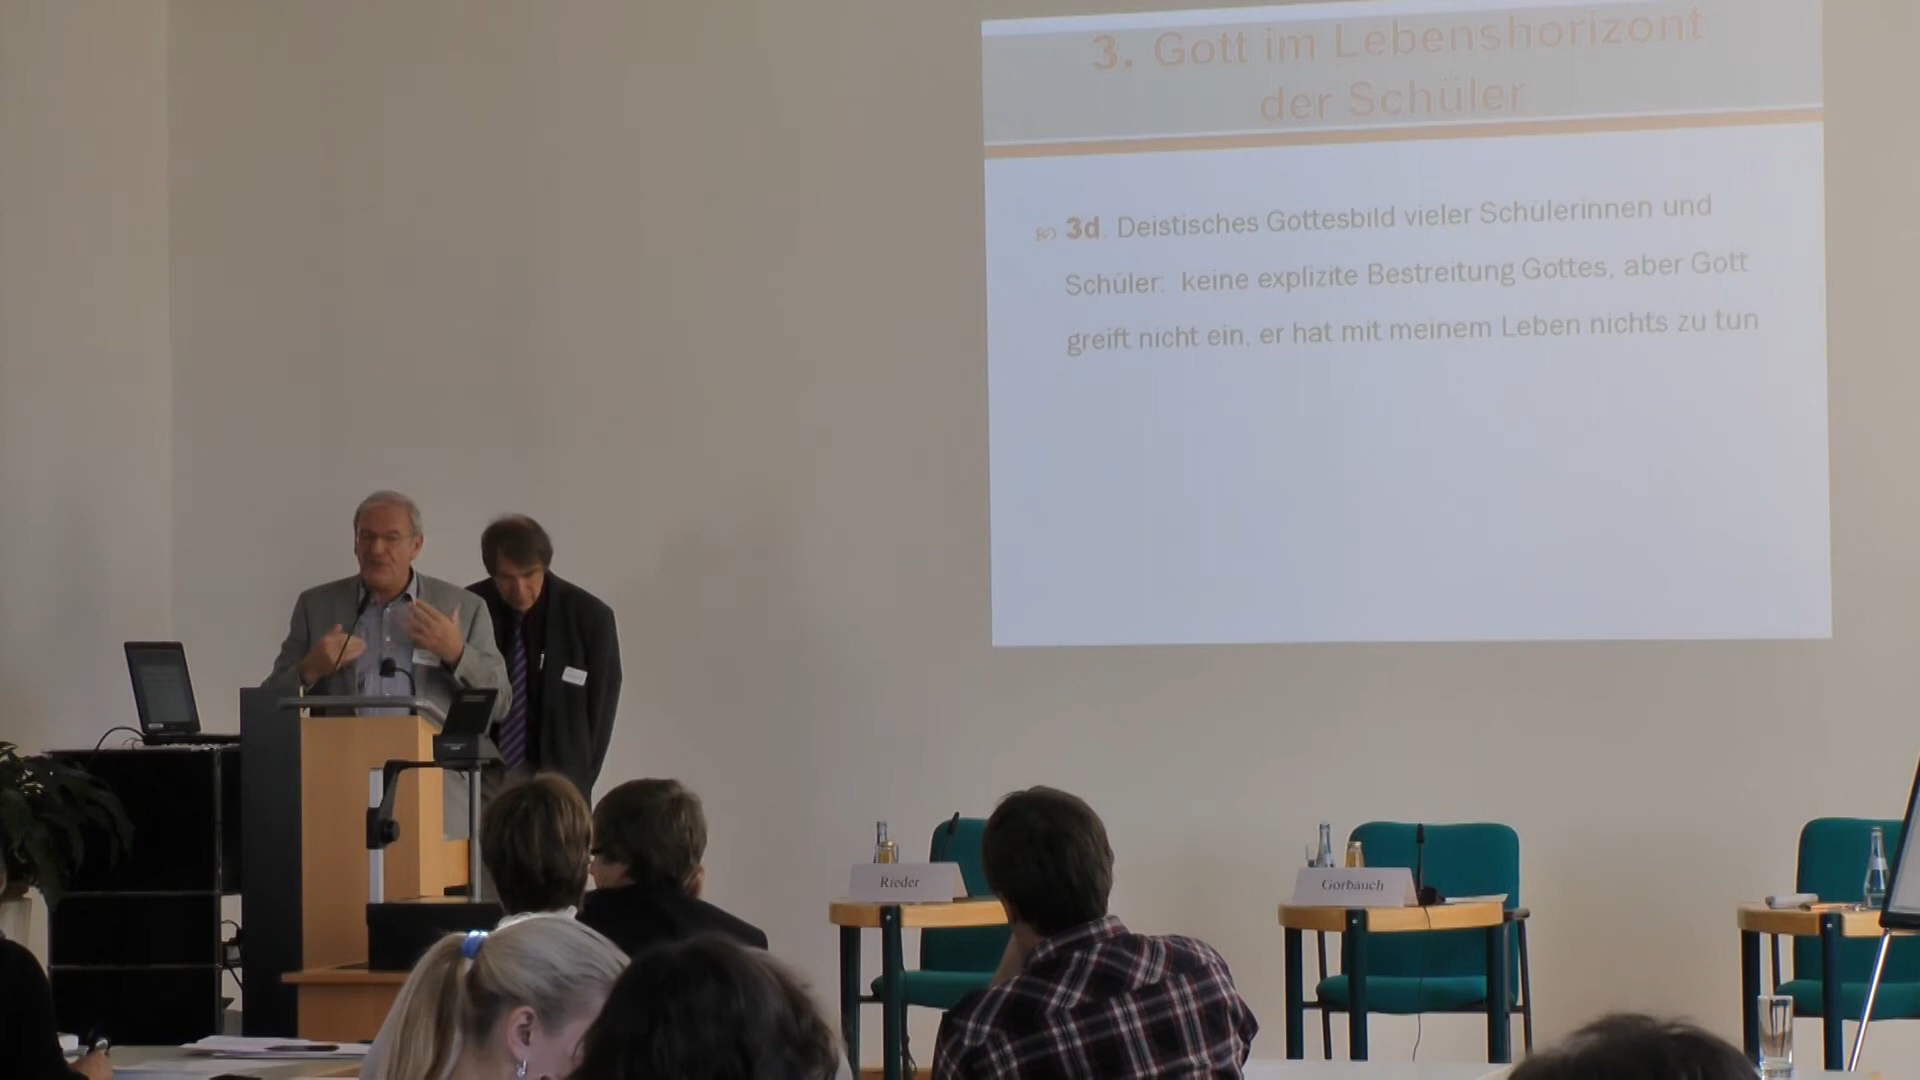 3. Gott im Lebenshorizont
der Schüler
3d. Deistisches Gottesbild vieler Schülerinnen und
Schüler: keine explizite Bestreitung Gottes, aber Gott
greift nicht ein, er hat mit meinem Leben nichts zu tun
Rieder
Gorbauch